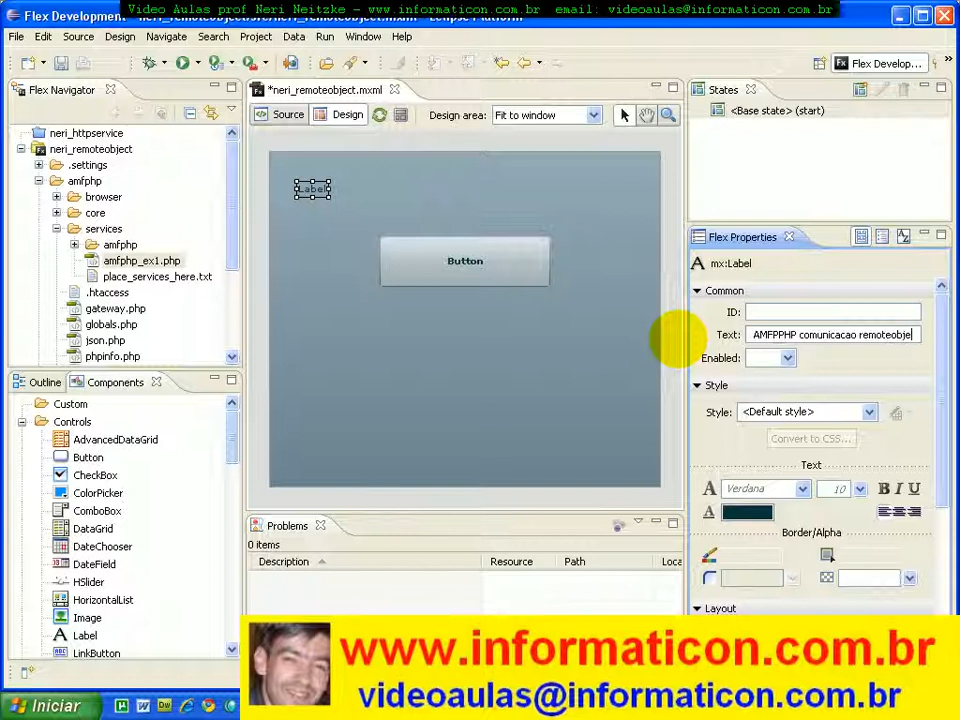 Video Aulas prof Neri Neitzke - www.informaticon.com.br  email: videoaulas@informaticon.com.br
File Edit Source Design Navigate Search Project Data Run Window Help
Flex Develop...
Flex Navigator
*neri_remoteobject.mxml
States
Source Design Design area: Fit to window
<Base state> (start)
neri_httpservice
neri_remoteobject
.settings
amfphp
browser
core
services
amfphp
amfphp_ex1.php
place_services_here.txt
.htaccess
gateway.php
globals.php
json.php
phpinfo.php
Label
Button
Flex Properties
mx:Label
Common
ID:
Text: AMFPPHP comunicacao remoteobje
Enabled:
Style
Style: <Default style>
Convert to CSS...
Text
Verdana 10 B I U
Border/Alpha
Layout
Outline Components
Custom
Controls
AdvancedDataGrid
Button
CheckBox
ColorPicker
ComboBox
DataGrid
DateChooser
DateField
HSlider
HorizontalList
Image
Label
LinkButton
Problems
0 items
Description Resource Path Loca
www.informaticon.com.br
videoaulas@informaticon.com.br
Iniciar